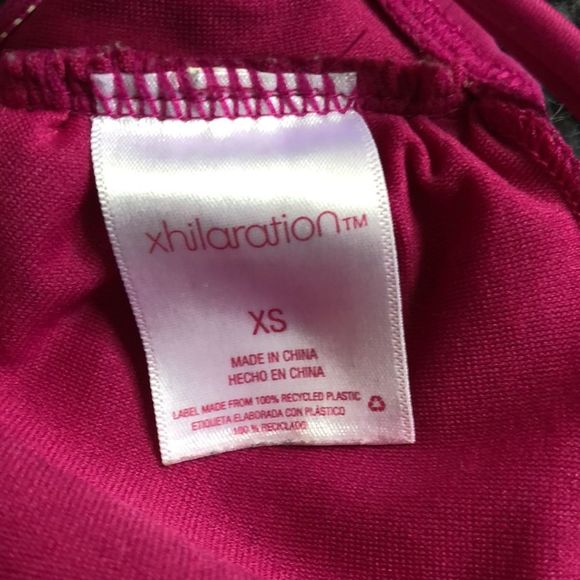 xhilaration™
XS
MADE IN CHINA
HECHO EN CHINA
LABEL MADE FROM 100% RECYCLED PLASTIC
ETIQUETA ELABORADA CON PLÁSTICO
100 % RECICLADO